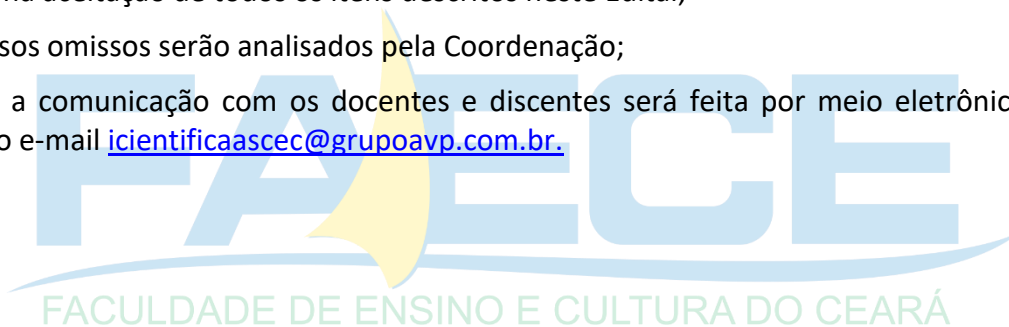 sos omissos serão analisados pela Coordenação;
a comunicação com os docentes e discentes será feita por meio
o e-mail icientificaascec@grupoavp.com.br.
FAECE
FACULDADE DE ENSINO E CULTURA DO CEARÁ